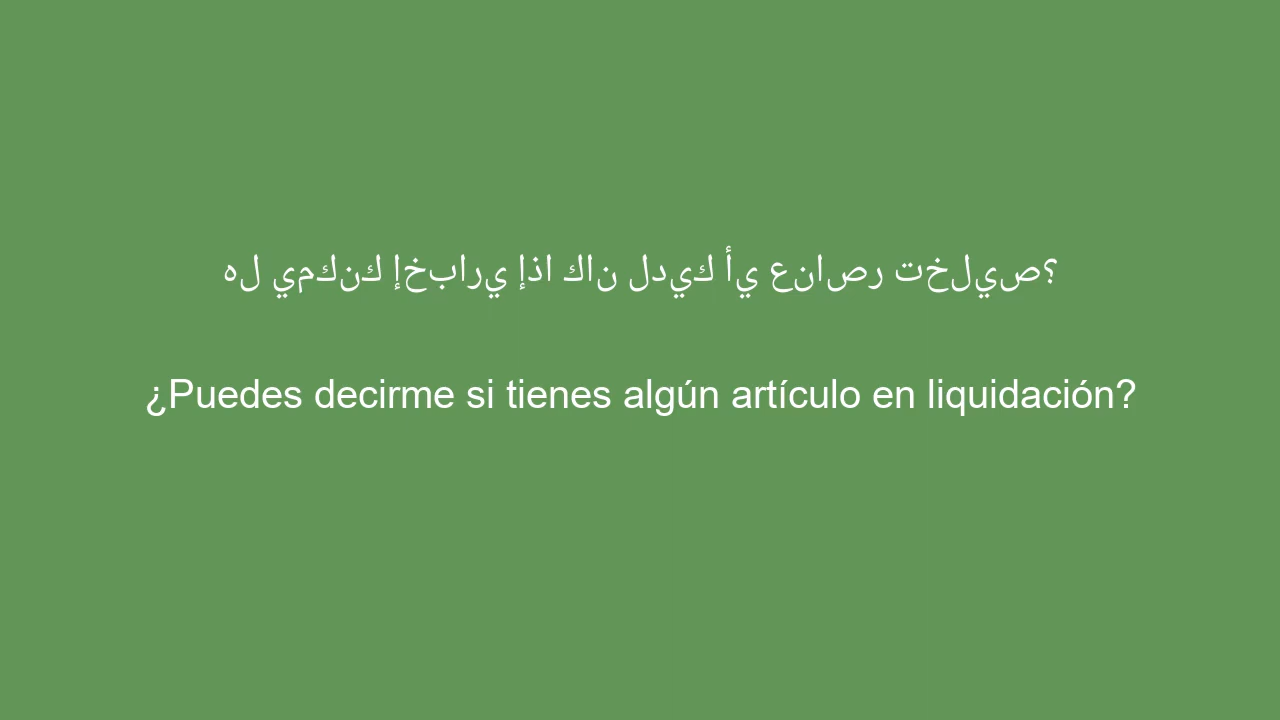 هل يمكنك إخباري إذا كان لديك أي عناصر تخليص؟
¿Puedes decirme si tienes algún artículo en liquidación?